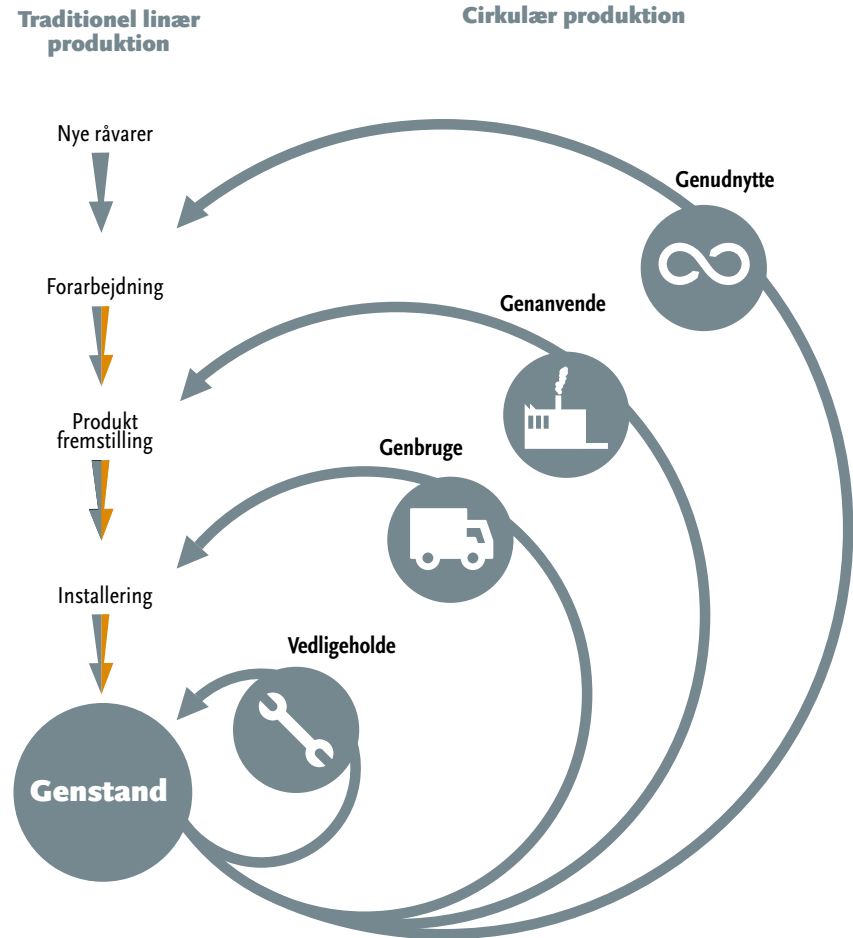 Traditionel linær
produktion
Cirkulær produktion
Nye råvarer
Genudnytte
Forarbejdning
Genanvende
Produkt
fremstilling
Genbruge
Installering
Vedligeholde
Genstand